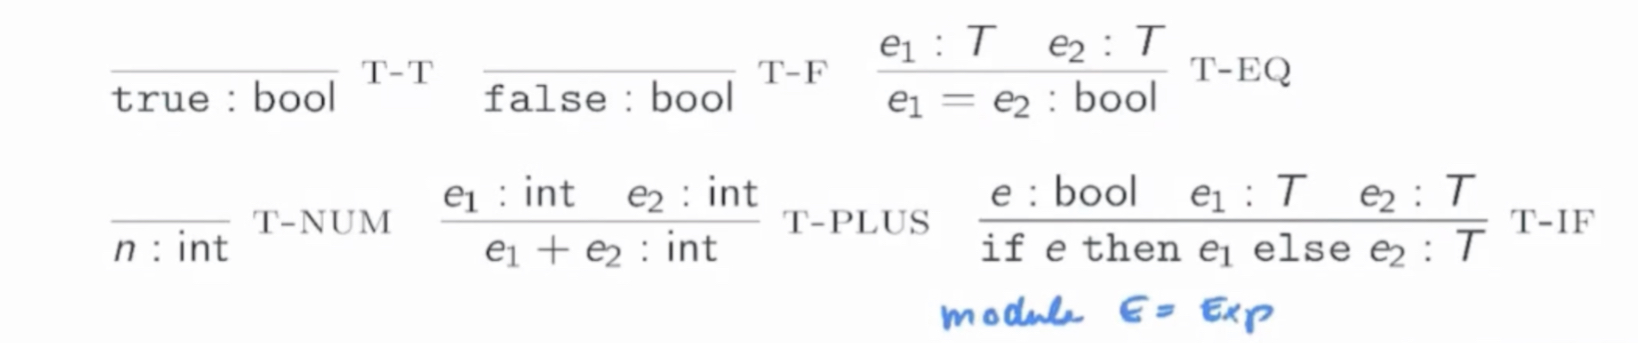 e₁ : T e₂ : T
true : bool T-T false : bool T-F e₁ = e₂ : bool T-EQ
e₁ : int e₂ : int e : bool e₁ : T e₂ : T
n : int T-NUM e₁ + e₂ : int T-PLUS if e then e₁ else e₂ : T T-IF
module E = Exp